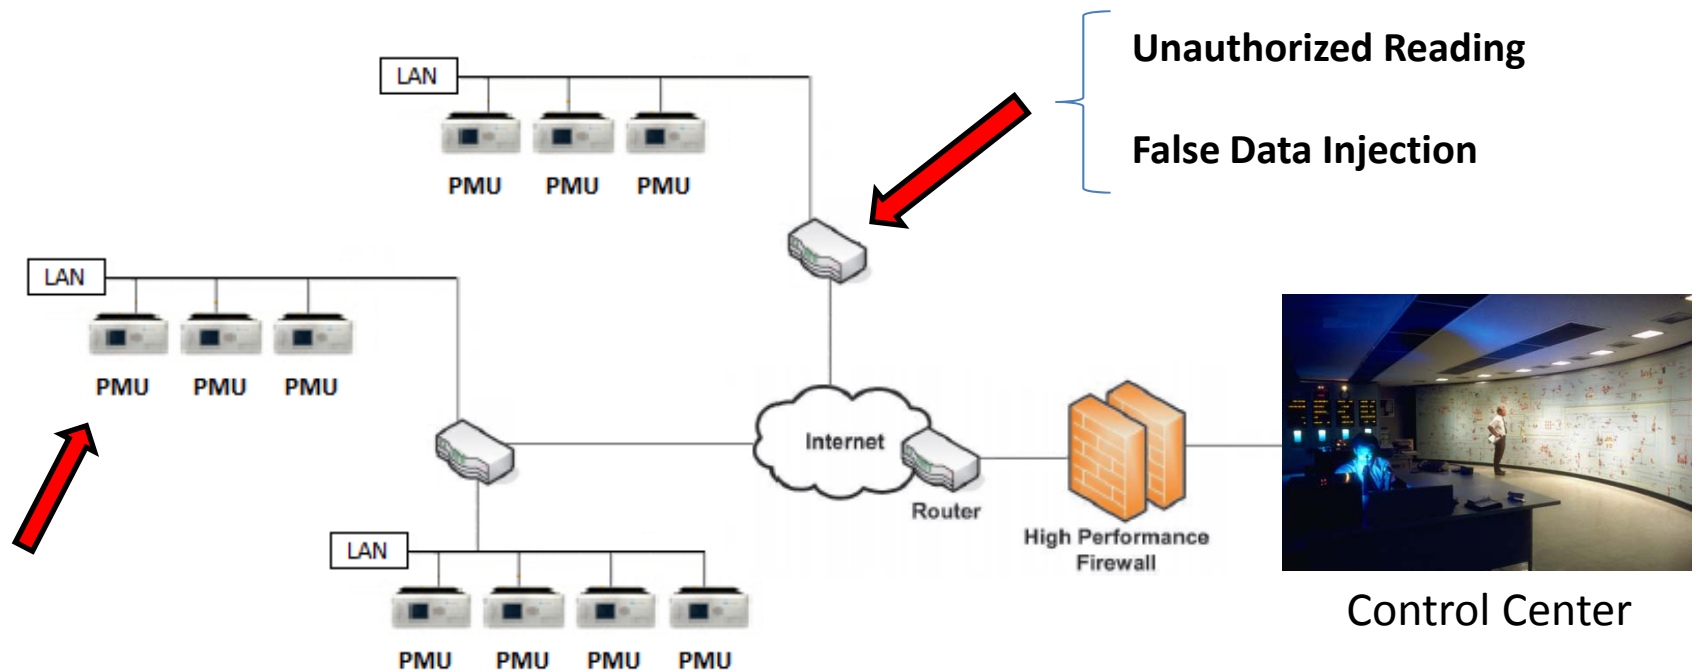 Unauthorized Reading
False Data Injection
LAN
PMU PMU PMU
LAN
PMU PMU PMU
Internet
Router
High Performance
Firewall
Control Center
LAN
PMU PMU PMU PMU